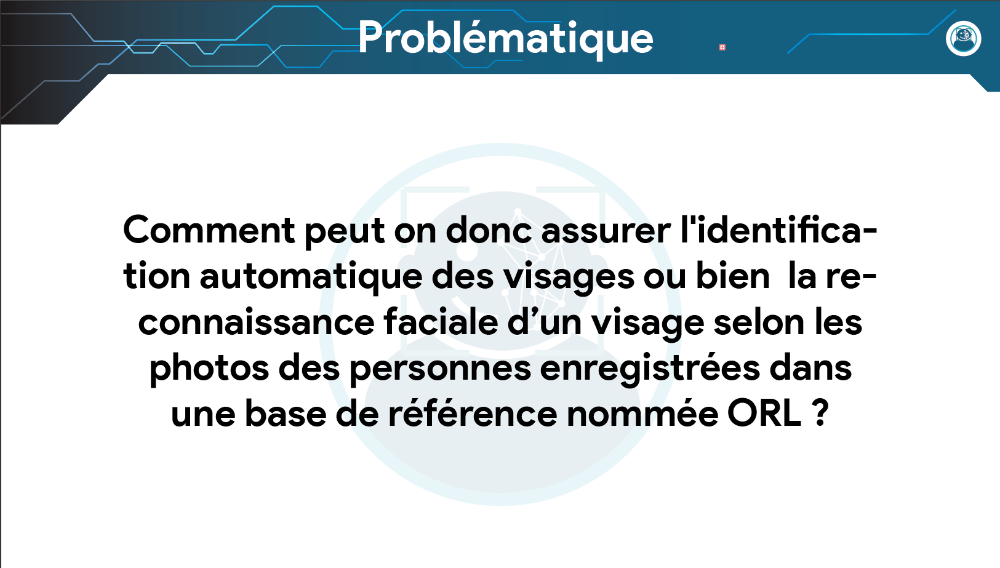 Problématique
Comment peut on donc assurer l'identifica-
tion automatique des visages ou bien  la re-
connaissance faciale d’un visage selon les
photos des personnes enregistrées dans
une base de référence nommée ORL ?